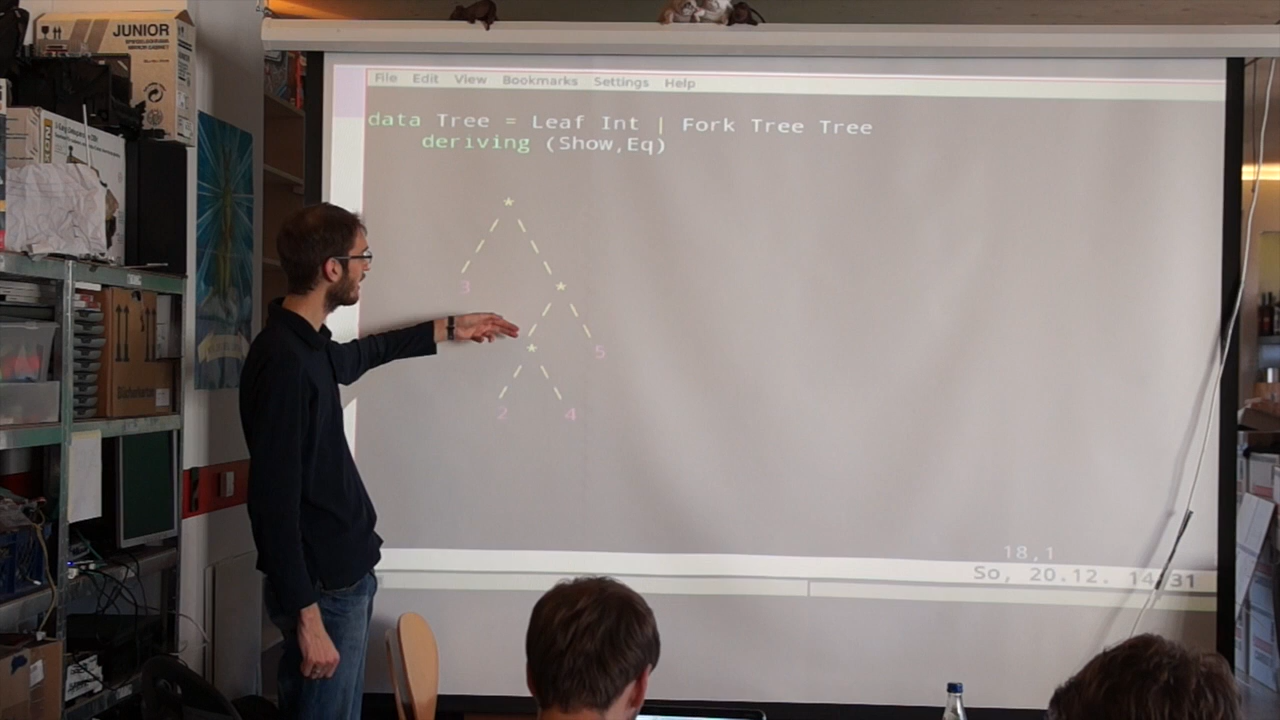 JUNIOR
File Edit View Bookmarks Settings Help
data Tree = Leaf Int | Fork Tree Tree
deriving (Show,Eq)
*
3
*
*
5
2
4
18,1
So, 20.12. 14:31